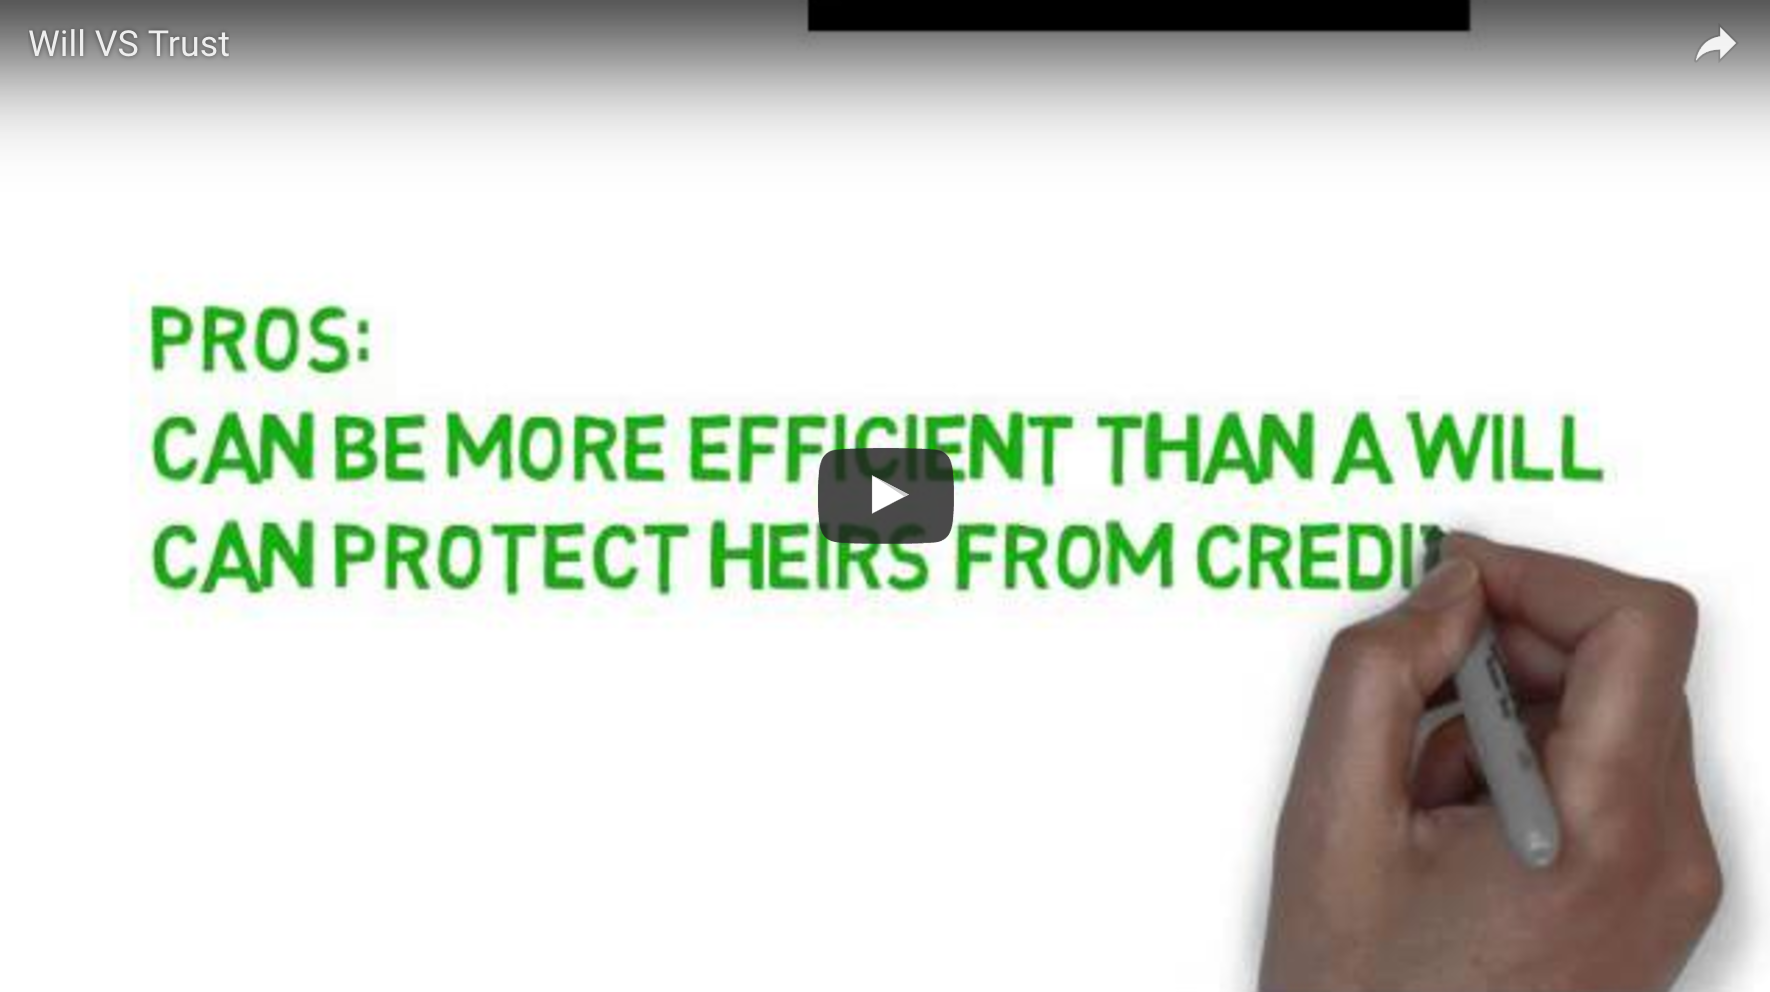 Will VS Trust
PROS:
CAN BE MORE EFFICIENT THAN A WILL
CAN PROTECT HEIRS FROM